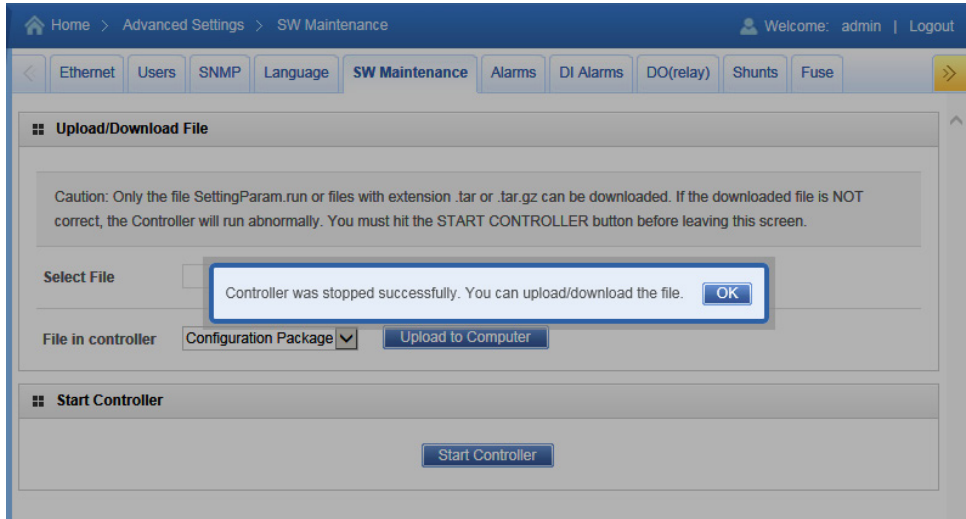 Home > Advanced Settings > SW Maintenance Welcome: admin | Logout
Ethernet Users SNMP Language SW Maintenance Alarms DI Alarms DO(relay) Shunts Fuse
Upload/Download File
Caution: Only the file SettingParam.run or files with extension .tar or .tar.gz can be downloaded. If the downloaded file is NOT
correct, the Controller will run abnormally. You must hit the START CONTROLLER button before leaving this screen.
Select File
Controller was stopped successfully. You can upload/download the file. OK
File in controller Configuration Package Upload to Computer
Start Controller
Start Controller